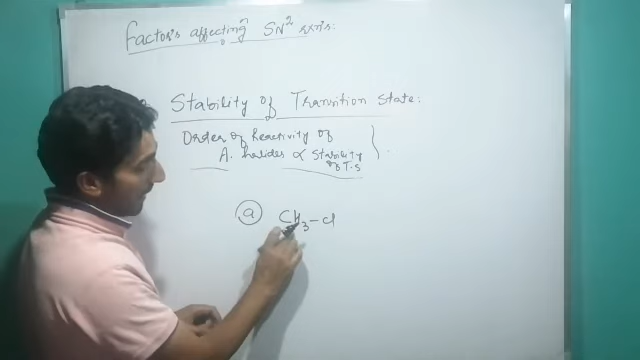 Factors affecting SN² rxn's:
Stability of Transition State:
Order of Reactivity of
A. halides ∝ Stability
of T.S
(a) CH₃-Cl